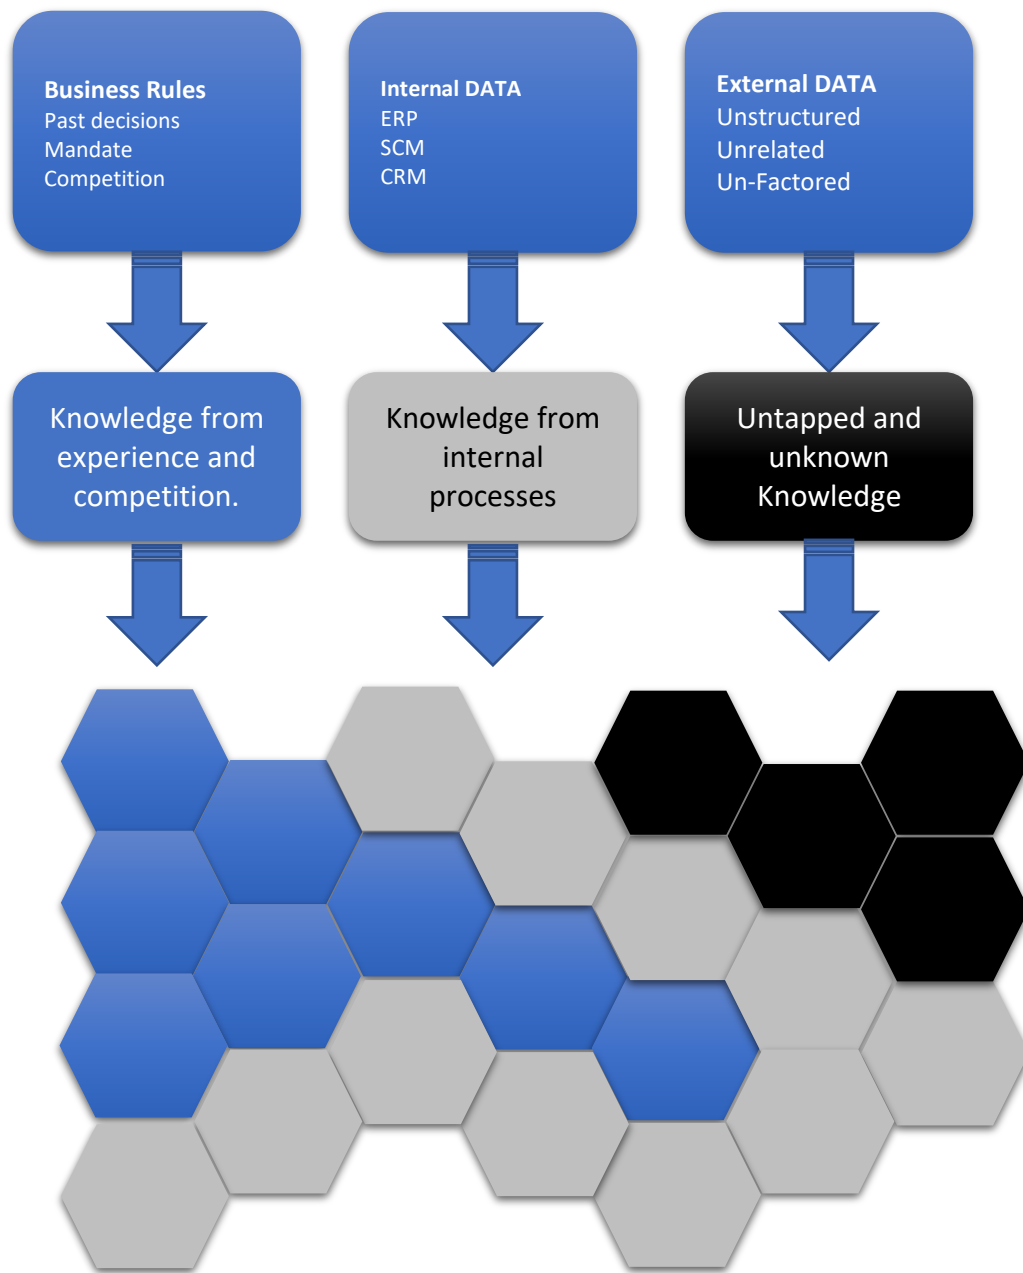 Business Rules
Past decisions
Mandate
Competition
Internal DATA
ERP
SCM
CRM
External DATA
Unstructured
Unrelated
Un-Factored
Knowledge from
experience and
competition.
Knowledge from
internal
processes
Untapped and
unknown
Knowledge